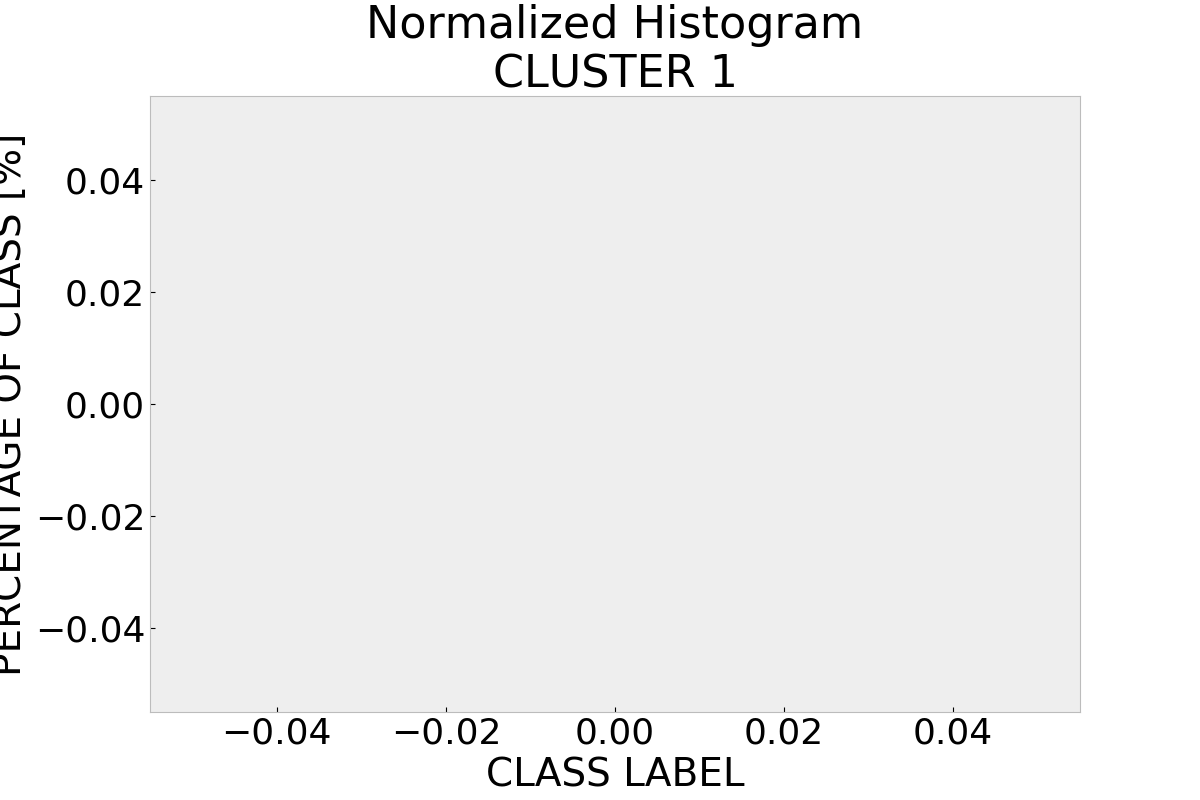 Normalized Histogram
CLUSTER 1
PERCENTAGE OF CLASS [%]
0.04
0.02
0.00
−0.02
−0.04
−0.04 −0.02 0.00 0.02 0.04
CLASS LABEL